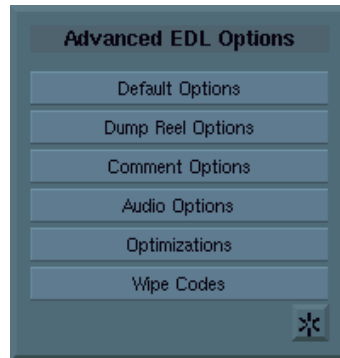 Advanced EDL Options
Default Options
Dump Reel Options
Comment Options
Audio Options
Optimizations
Wipe Codes